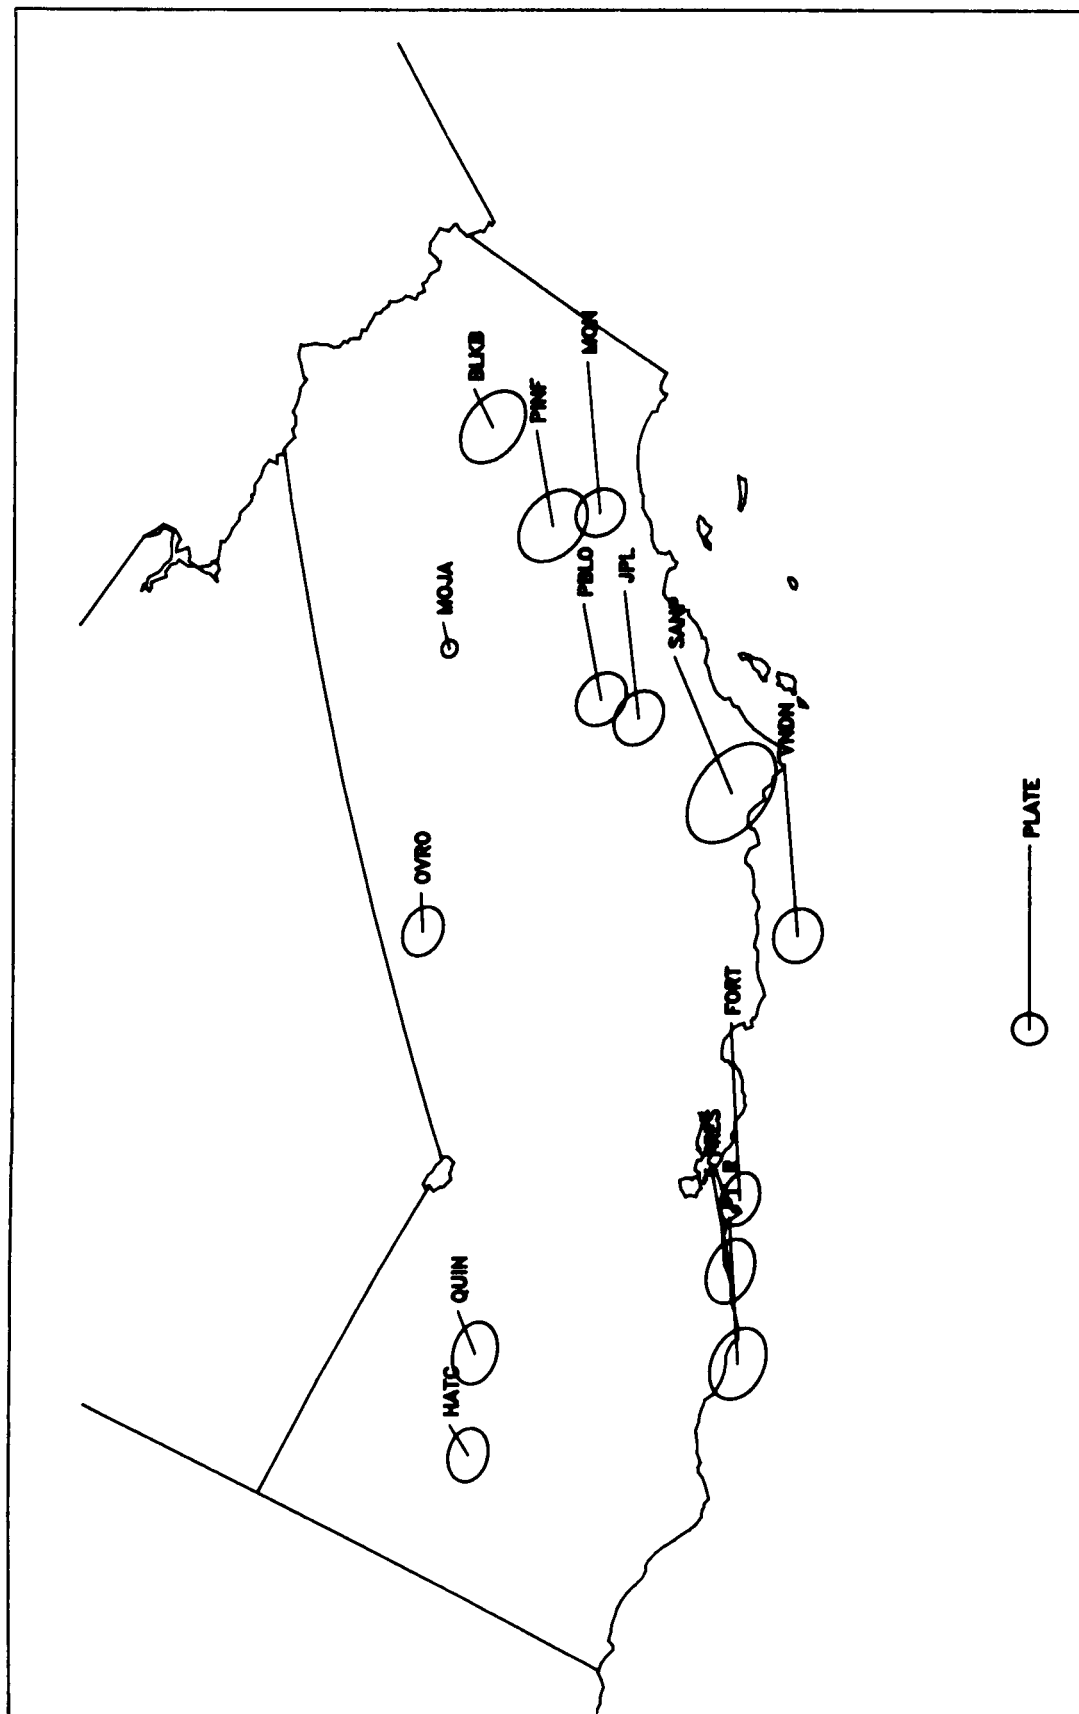 HATC
QUIN
OVRO
MOJA
BLKB
PINF
MON
PBLO
JPL
SANP
VNDN
FORT
PLATE